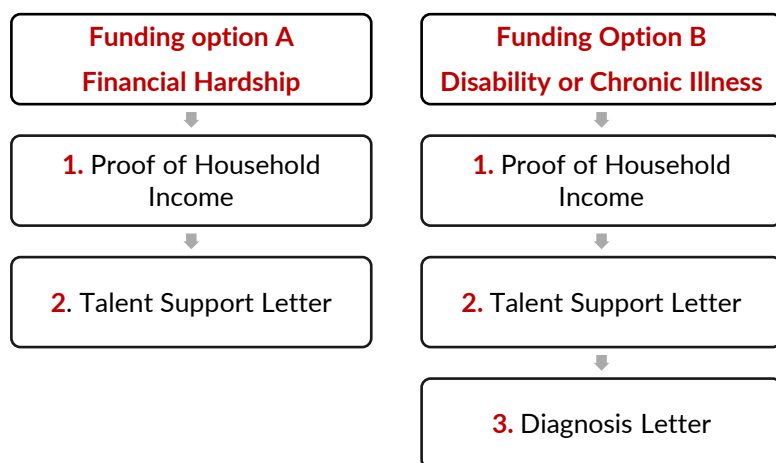 Funding option A
Financial Hardship
1. Proof of Household
Income
2. Talent Support Letter
Funding Option B
Disability or Chronic Illness
1. Proof of Household
Income
2. Talent Support Letter
3. Diagnosis Letter